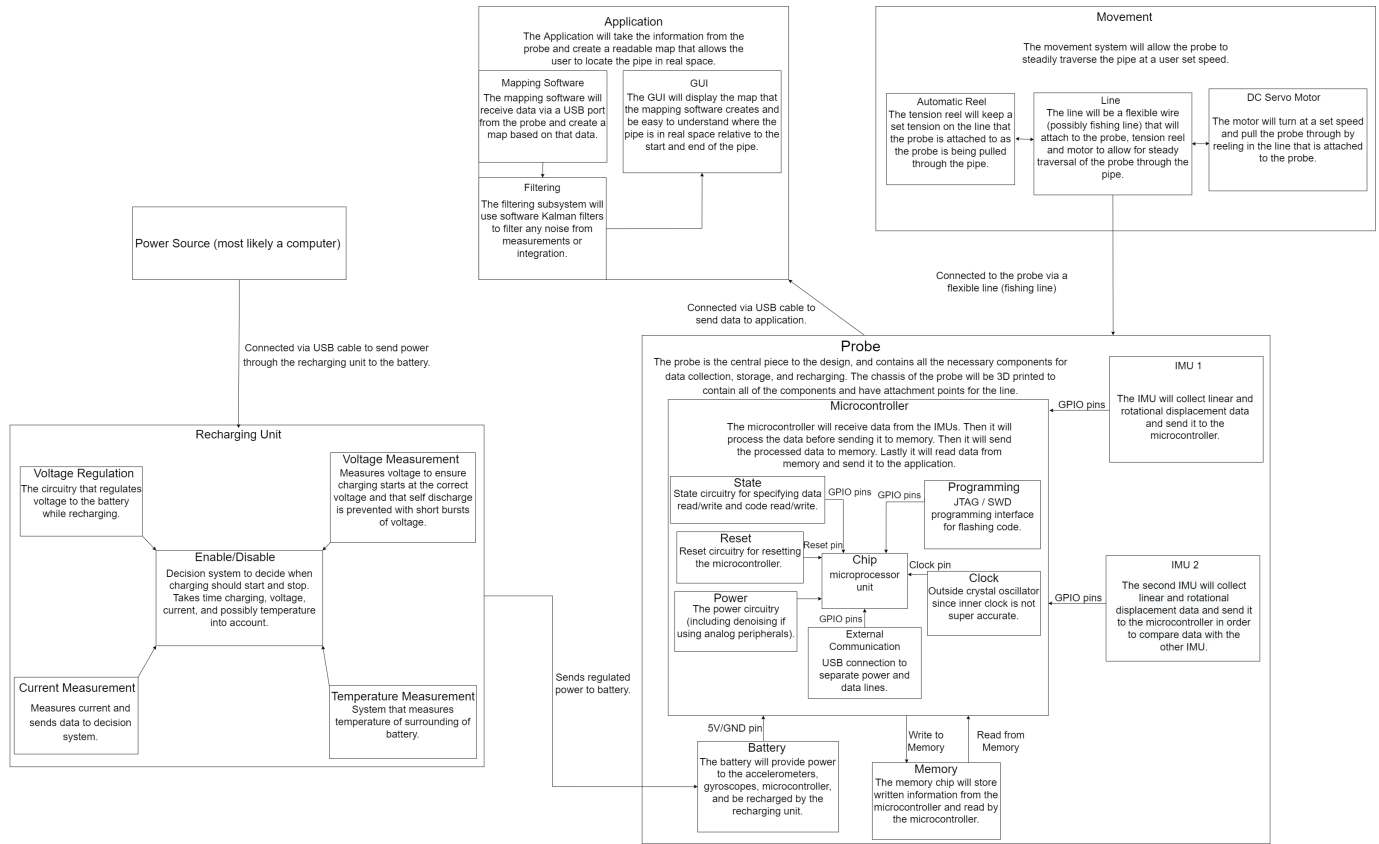 Application
The Application will take the information from the
probe and create a readable map that allows the
user to locate the pipe in real space.
Mapping Software
The mapping software will
receive data via a USB port
from the probe and create a
map based on that data.
GUI
The GUI will display the map that
the mapping software creates and
be easy to understand where the
pipe is in real space relative to the
start and end of the pipe.
Filtering
The filtering subsystem will
use software Kalman filters
to filter any noise from
measurements or
integration.
Movement
The movement system will allow the probe to
steadily traverse the pipe at a user set speed.
Automatic Reel
The tension reel will keep a
set tension on the line that
the probe is attached to as
the probe is being pulled
through the pipe.
Line
The line will be a flexible wire
(possibly fishing line) that will
attach to the probe, tension reel
and motor to allow for steady
traversal of the probe through the
pipe.
DC Servo Motor
The motor will turn at a set speed
and pull the probe through by
reeling in the line that is attached
to the probe.
Power Source (most likely a computer)
Connected via USB cable to send power
through the recharging unit to the battery.
Connected via USB cable to
send data to application.
Connected to the probe via a
flexible line (fishing line)
Recharging Unit
Voltage Regulation
The circuitry that regulates
voltage to the battery
while recharging.
Voltage Measurement
Measures voltage to ensure
charging starts at the correct
voltage and that self discharge
is prevented with short bursts
of voltage.
Enable/Disable
Decision system to decide when
charging should start and stop.
Takes time charging, voltage,
current, and possibly temperature
into account.
Current Measurement
Measures current and
sends data to decision
system.
Temperature Measurement
System that measures
temperature of surrounding of
battery.
Sends regulated
power to battery.
Probe
The probe is the central piece to the design, and contains all the necessary components for
data collection, storage, and recharging. The chassis of the probe will be 3D printed to
contain all of the components and have attachment points for the line.
Microcontroller
The microcontroller will receive data from the IMUs. Then it will
process the data before sending it to memory. Then it will send
the processed data to memory. Lastly it will read data from
memory and send it to the application.
State
State circuitry for specifying data
read/write and code read/write.
GPIO pins
GPIO pins
Programming
JTAG / SWD
programming interface
for flashing code.
Reset
Reset circuitry for resetting
the microcontroller.
Reset pin
Chip
microprocessor
unit
Clock pin
Clock
Outside crystal oscillator
since inner clock is not
super accurate.
Power
The power circuitry
(including denoising if
using analog peripherals).
GPIO pins
External
Communication
USB connection to
separate power and
data lines.
GPIO pins
IMU 1
The IMU will collect linear and
rotational displacement data
and send it to the
microcontroller.
GPIO pins
IMU 2
The second IMU will collect
linear and rotational
displacement data and send it
to the microcontroller in order
to compare data with the
other IMU.
5V/GND pin
Write to
Memory
Read from
Memory
Battery
The battery will provide power
to the accelerometers,
gyroscopes, microcontroller,
and be recharged by the
recharging unit.
Memory
The memory chip will store
written information from the
microcontroller and read by
the microcontroller.